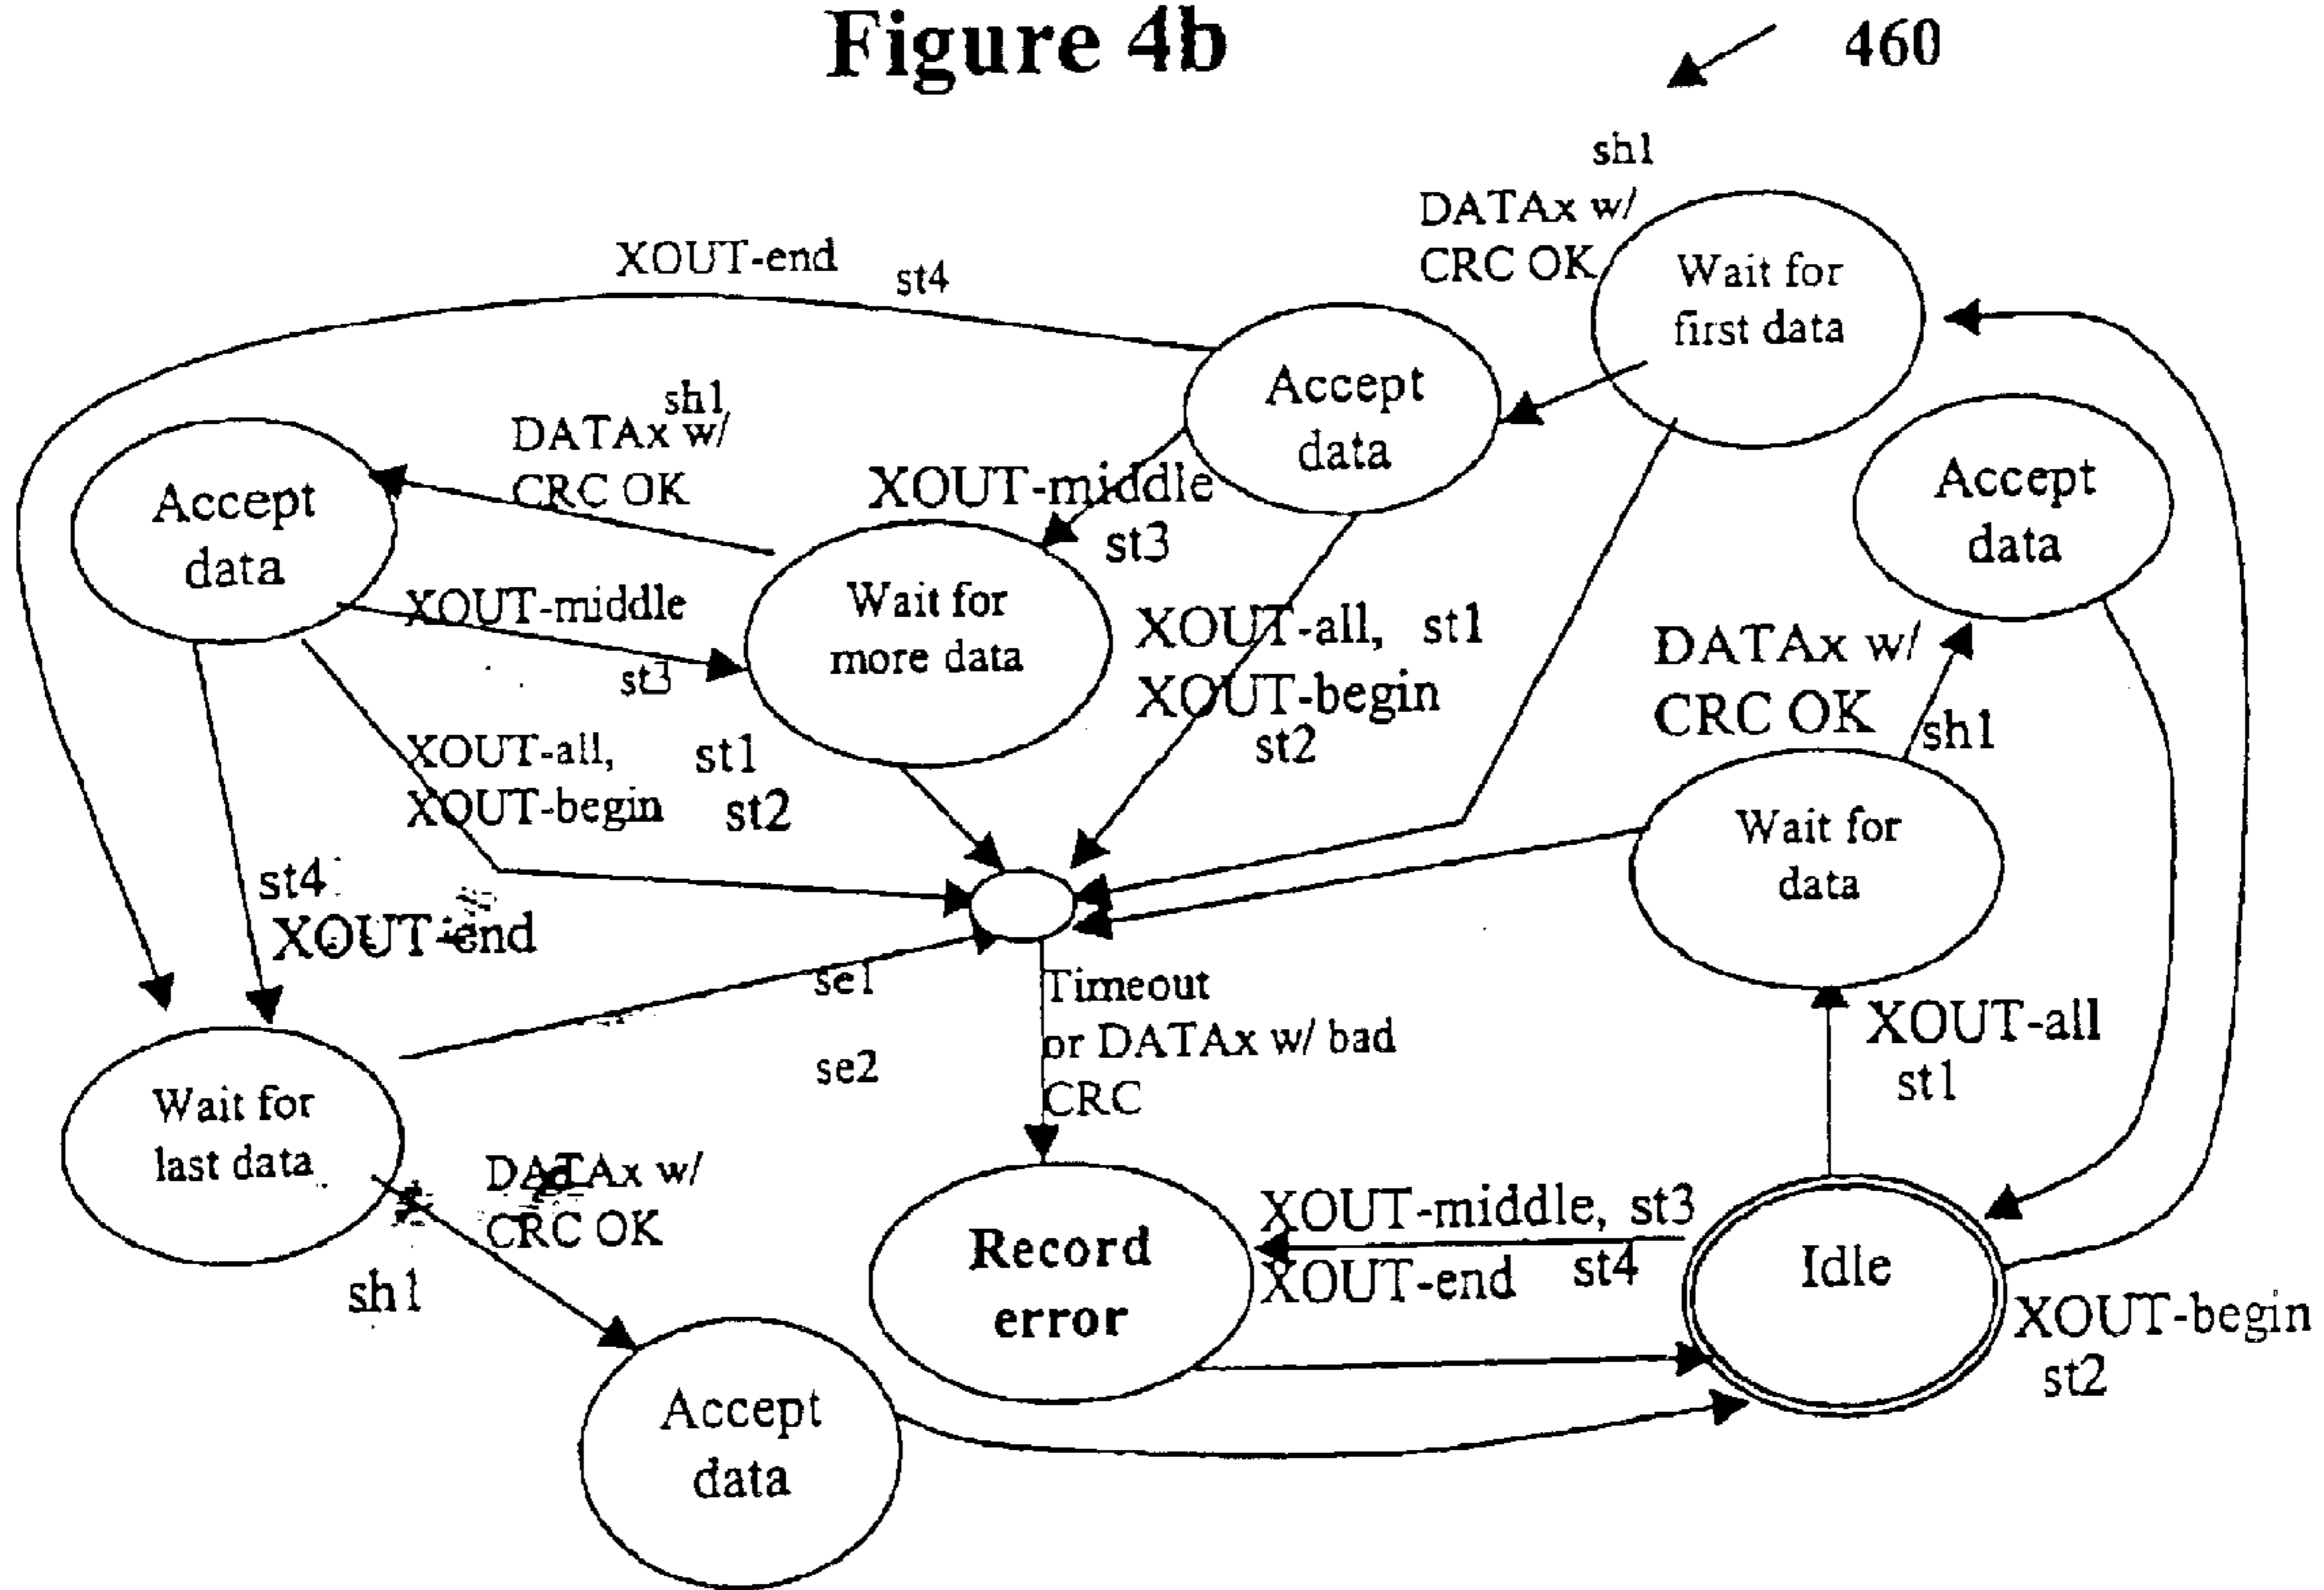 Figure 4b
460
sh1
DATAx w/
CRC OK
Wait for
first data
XOUT-end
st4
Accept
data
sh1
DATAx w/
CRC OK
Accept
data
XOUT-middle
st3
Accept
data
Wait for
more data
XOUT-middle
st3
XOUT-all, st1
XOUT-begin
st2
DATAx w/
CRC OK
sh1
XOUT-all, st1
XOUT-begin st2
Wait for
data
st4
XOUT-end
se1
se2
Timeout
or DATAx w/ bad
CRC
XOUT-all
st1
Wait for
last data
DATAx w/
CRC OK
sh1
Record
error
XOUT-middle, st3
XOUT-end st4
Idle
XOUT-begin
st2
Accept
data